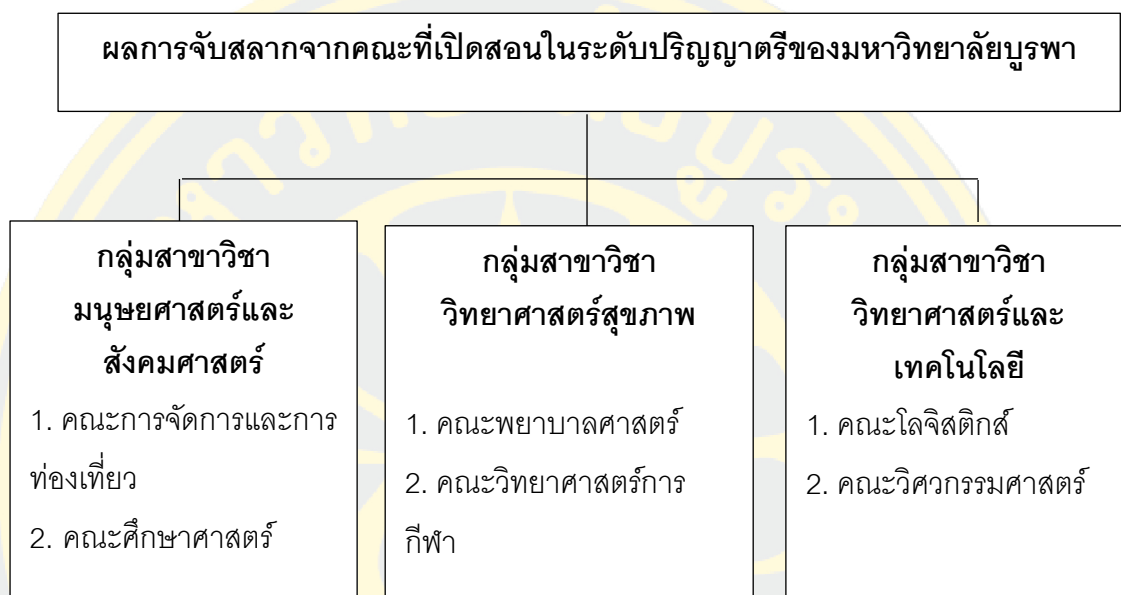 ผลการจับสลากจากคณะที่เปิดสอนในระดับปริญญาตรีของมหาวิทยาลัยบูรพา
กลุ่มสาขาวิชา
มนุษยศาสตร์และ
สังคมศาสตร์
1. คณะการจัดการและการ
ท่องเที่ยว
2. คณะศึกษาศาสตร์
กลุ่มสาขาวิชา
วิทยาศาสตร์สุขภาพ
1. คณะพยาบาลศาสตร์
2. คณะวิทยาศาสตร์การ
กีฬา
กลุ่มสาขาวิชา
วิทยาศาสตร์และ
เทคโนโลยี
1. คณะโลจิสติกส์
2. คณะวิศวกรรมศาสตร์